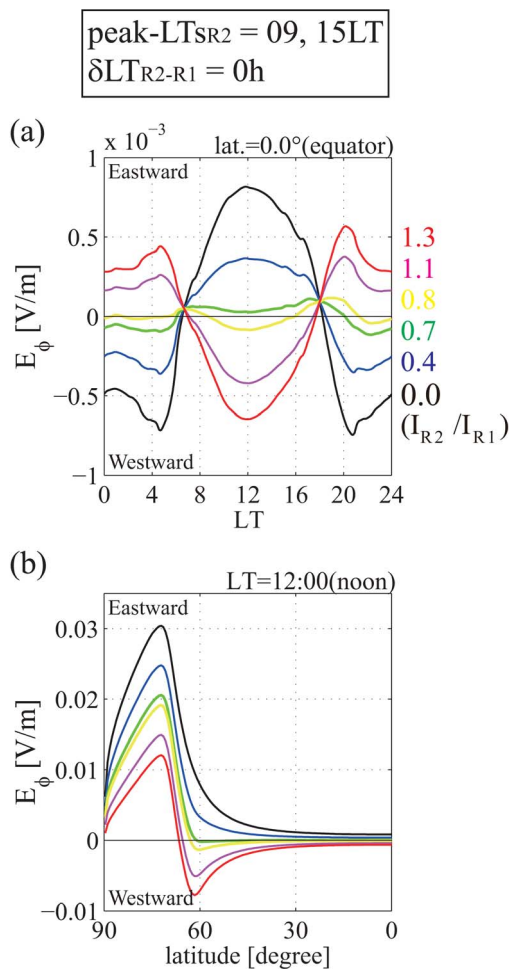 peak-LTsR2 = 09, 15LT
δLTR2-R1 = 0h
(a)
x 10−3
lat.=0.0°(equator)
Eastward
1
0.5
0
−0.5
−1
Eϕ [V/m]
Westward
0 4 8 12 16 20 24
LT
1.3
1.1
0.8
0.7
0.4
0.0
(IR2 /IR1)
(b)
LT=12:00(noon)
Eastward
0.03
0.02
0.01
0
−0.01
Eϕ [V/m]
Westward
90 60 30 0
latitude [degree]